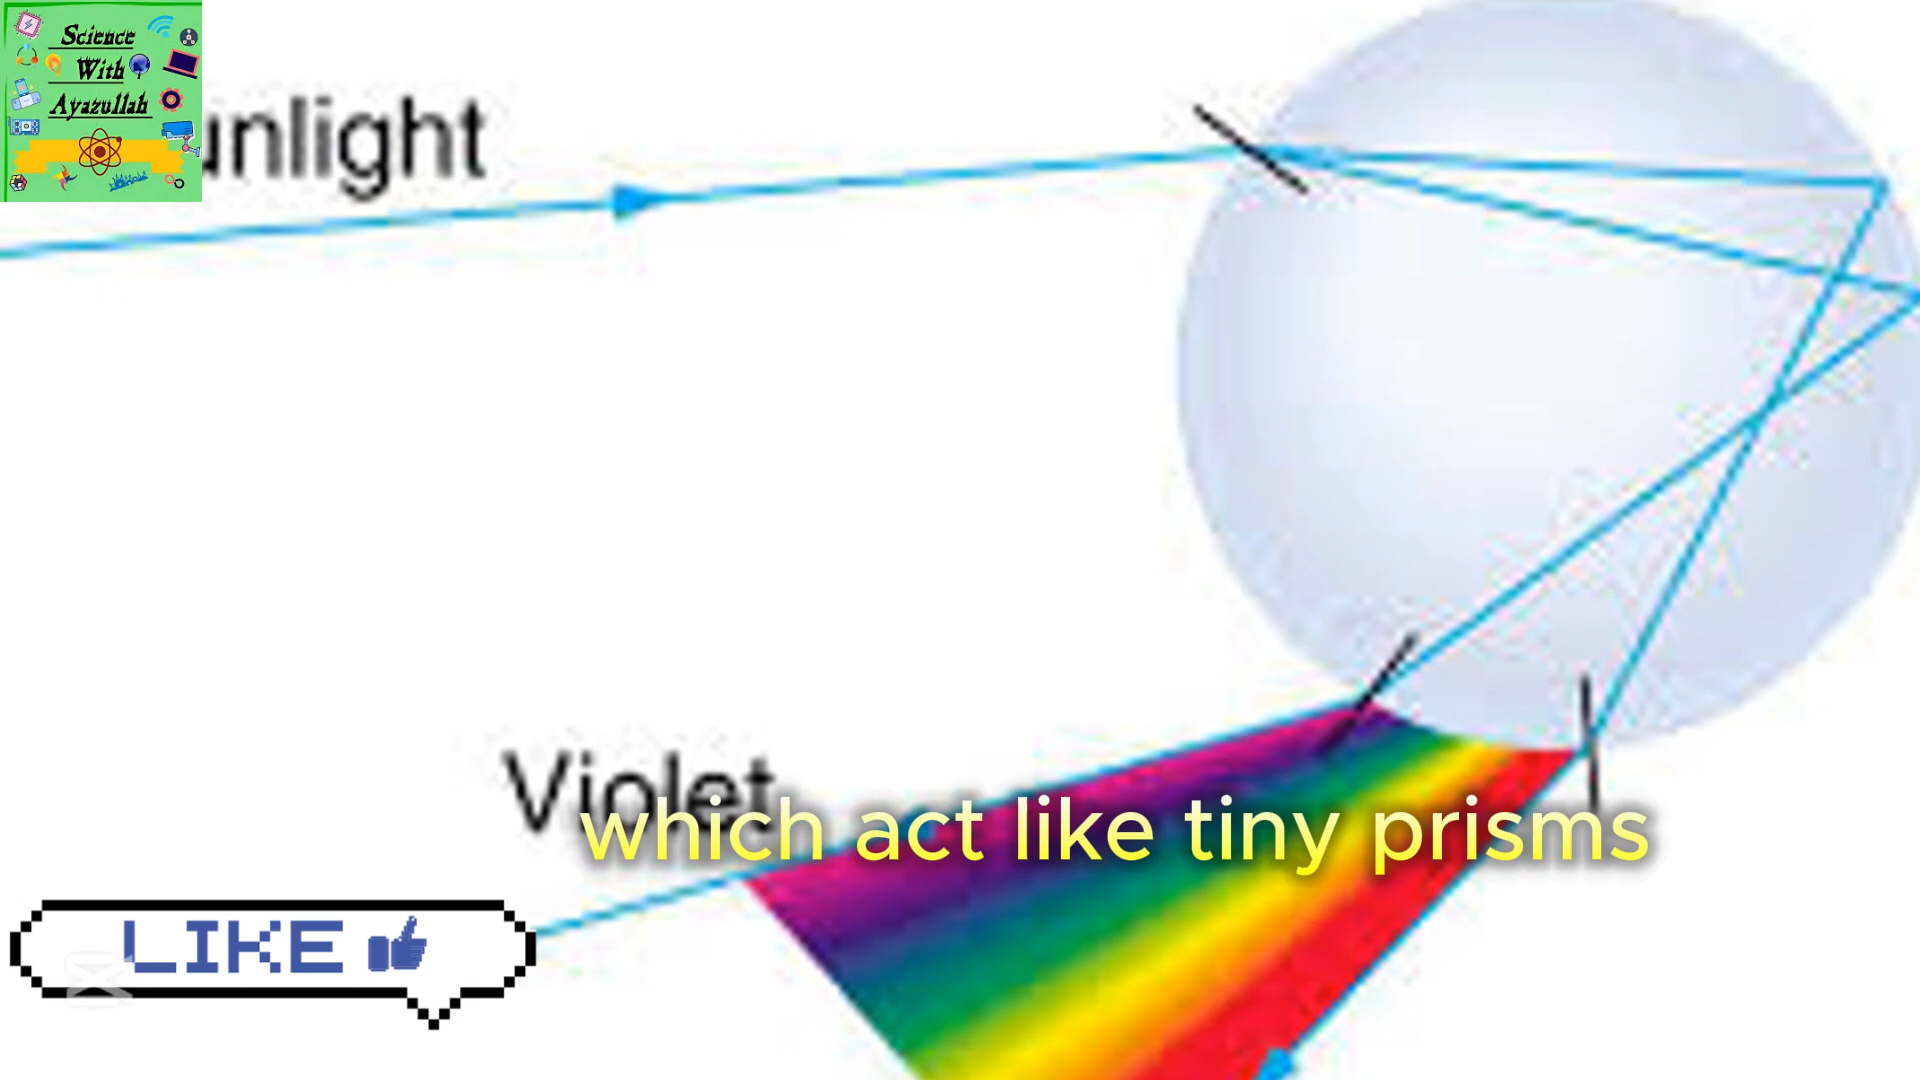 Science
With
Ayazullah
unlight
Violet
which act like tiny prisms
LIKE